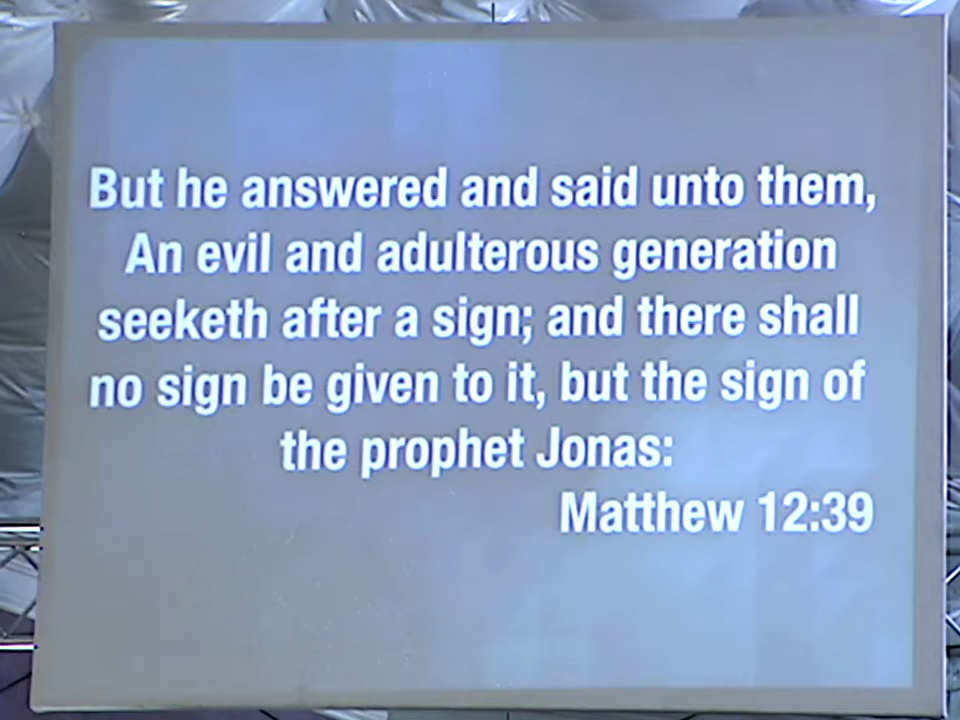 But he answered and said unto them,
An evil and adulterous generation
seeketh after a sign; and there shall
no sign be given to it, but the sign of
the prophet Jonas:
Matthew 12:39